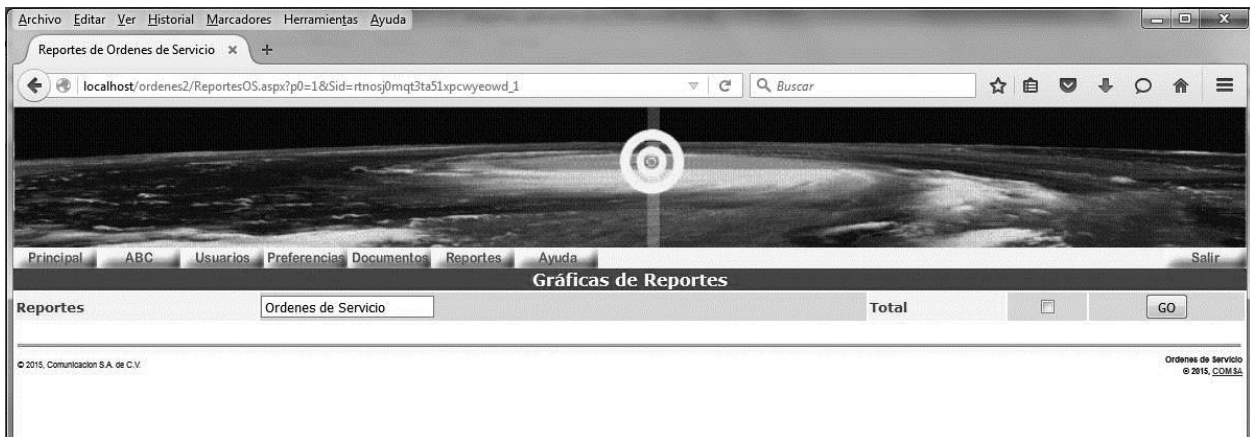 Archivo Editar Ver Historial Marcadores Herramientas Ayuda
Reportes de Ordenes de Servicio × +
localhost/ordenes2/ReportesOS.aspx?p0=1&Sid=rtnosj0mqt3ta51xpcwyeowd_1 Buscar
Principal ABC Usuarios Preferencias Documentos Reportes Ayuda Salir
Gráficas de Reportes
Reportes Ordenes de Servicio Total GO
© 2015, Comunicacion S.A. de C.V. Ordenes de Servicio
© 2015, COMSA